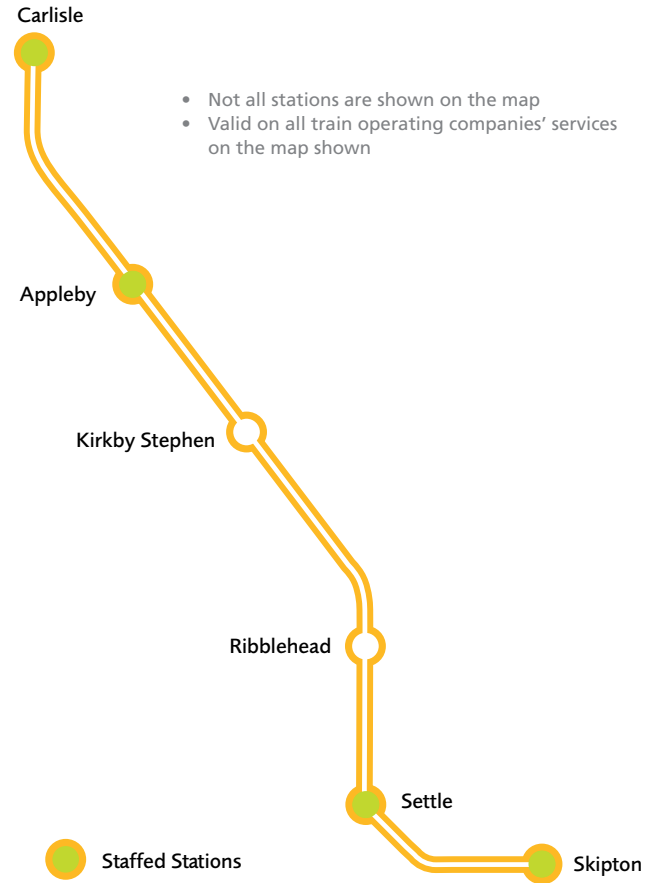 Carlisle
• Not all stations are shown on the map
• Valid on all train operating companies’ services
on the map shown
Appleby
Kirkby Stephen
Ribblehead
Settle
Staffed Stations
Skipton